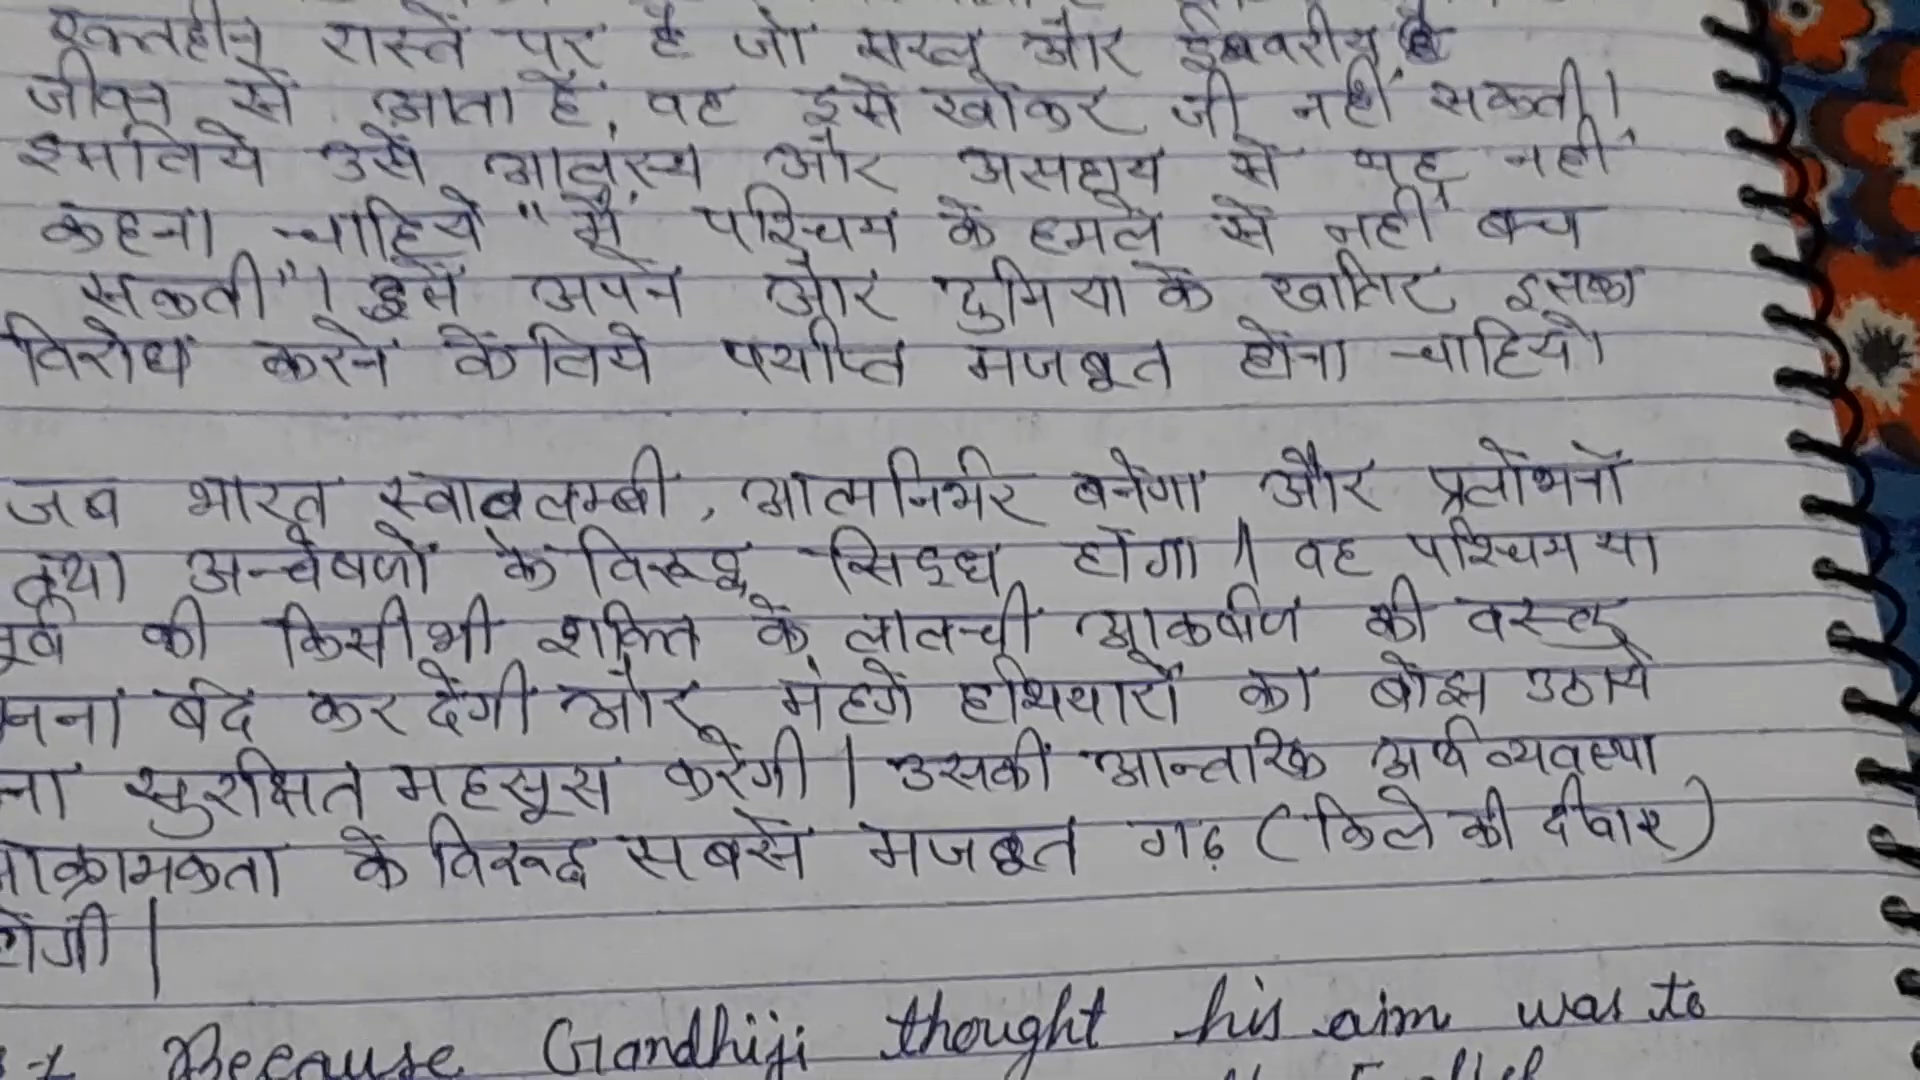 रक्तहीन रास्ते पर है जो सरल और ईश्वरीय
जीवन से आता है, वह इसे खोकर जी नहीं सकती।
इसलिये उसे आलस्य और असहाय से यह नहीं
कहना चाहिये "मैं पश्चिम के हमले से नहीं बच
सकती"। इसे अपने और दुनिया के खातिर इसका
विरोध करने के लिये पर्याप्त मजबूत होना चाहिये।
जब भारत स्वाबलम्बी, आत्मनिर्भर बनेगा और प्रलोभनों
तथा अन्वेषणों के विरूद्ध सिद्ध होगा। वह पश्चिम या
पूर्व की किसी भी शक्ति के लालची आकर्षण की वस्तु
बनना बंद कर देगी और मंहगे हथियारों का बोझ उठाये
बिना सुरक्षित महसूस करेगी। उसकी आन्तरिक अर्थव्यवस्था
आक्रामकता के विरूद्ध सबसे मजबूत गढ़ (किले की दीवार)
होगी।
Because Gandhiji thought his aim was to